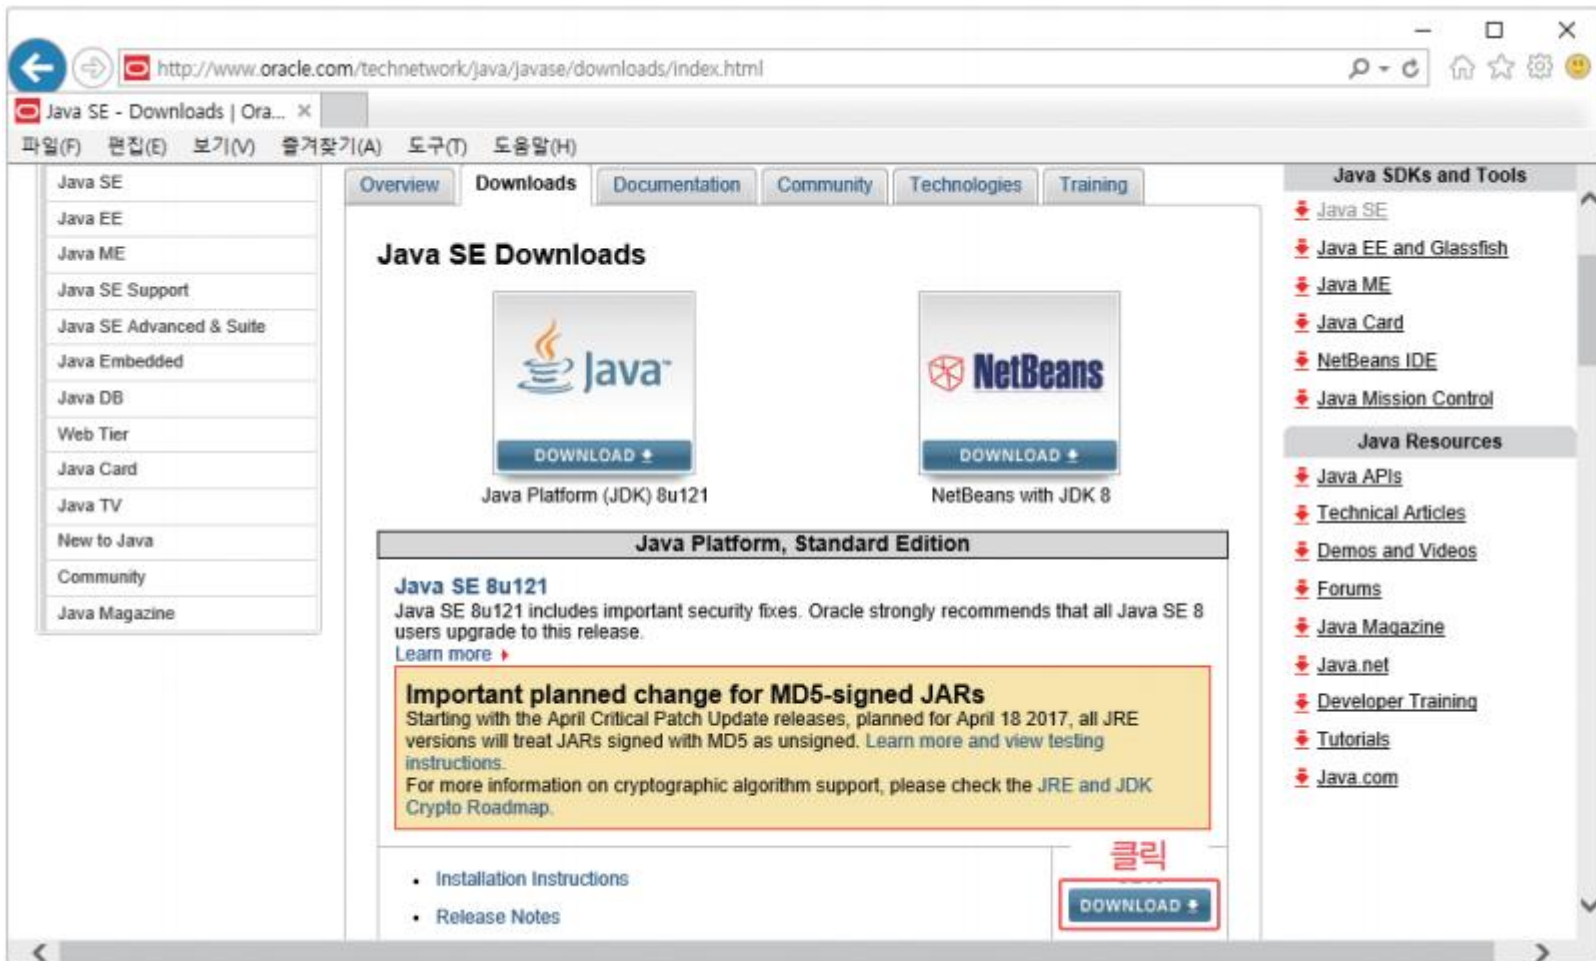 http://www.oracle.com/technetwork/java/javase/downloads/index.html
Java SE - Downloads | Ora...
파일(F) 편집(E) 보기(V) 즐겨찾기(A) 도구(T) 도움말(H)
Java SE
Java EE
Java ME
Java SE Support
Java SE Advanced & Suite
Java Embedded
Java DB
Web Tier
Java Card
Java TV
New to Java
Community
Java Magazine
Overview Downloads Documentation Community Technologies Training
Java SE Downloads
Java™
DOWNLOAD
Java Platform (JDK) 8u121
NetBeans
DOWNLOAD
NetBeans with JDK 8
Java Platform, Standard Edition
Java SE 8u121
Java SE 8u121 includes important security fixes. Oracle strongly recommends that all Java SE 8
users upgrade to this release.
Learn more
Important planned change for MD5-signed JARs
Starting with the April Critical Patch Update releases, planned for April 18 2017, all JRE
versions will treat JARs signed with MD5 as unsigned. Learn more and view testing
instructions.
For more information on cryptographic algorithm support, please check the JRE and JDK
Crypto Roadmap.
• Installation Instructions
• Release Notes
클릭
DOWNLOAD
Java SDKs and Tools
Java SE
Java EE and Glassfish
Java ME
Java Card
NetBeans IDE
Java Mission Control
Java Resources
Java APIs
Technical Articles
Demos and Videos
Forums
Java Magazine
Java.net
Developer Training
Tutorials
Java.com